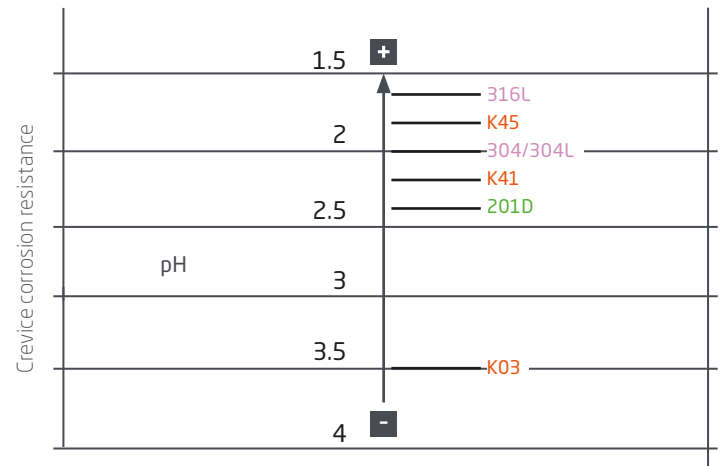 +
1.5
316L
K45
2
304/304L
K41
201D
2.5
pH
3
3.5
K03
-
4
Crevice corrosion resistance